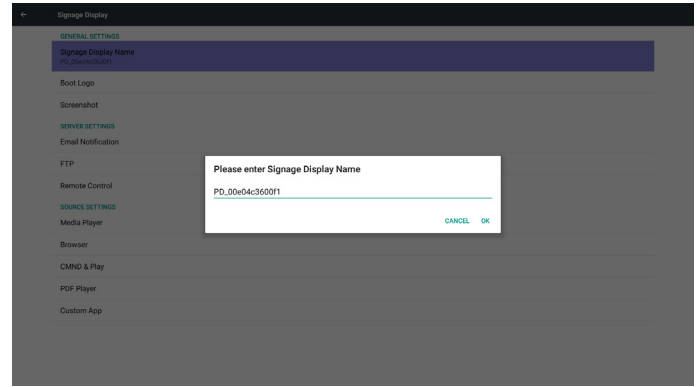 Signage Display
GENERAL SETTINGS
Signage Display Name
PD_00e04c3600f1
Boot Logo
Screenshot
SERVER SETTINGS
Email Notification
FTP
Remote Control
SOURCE SETTINGS
Media Player
Browser
CMND & Play
PDF Player
Custom App
Please enter Signage Display Name
PD_00e04c3600f1
CANCEL OK